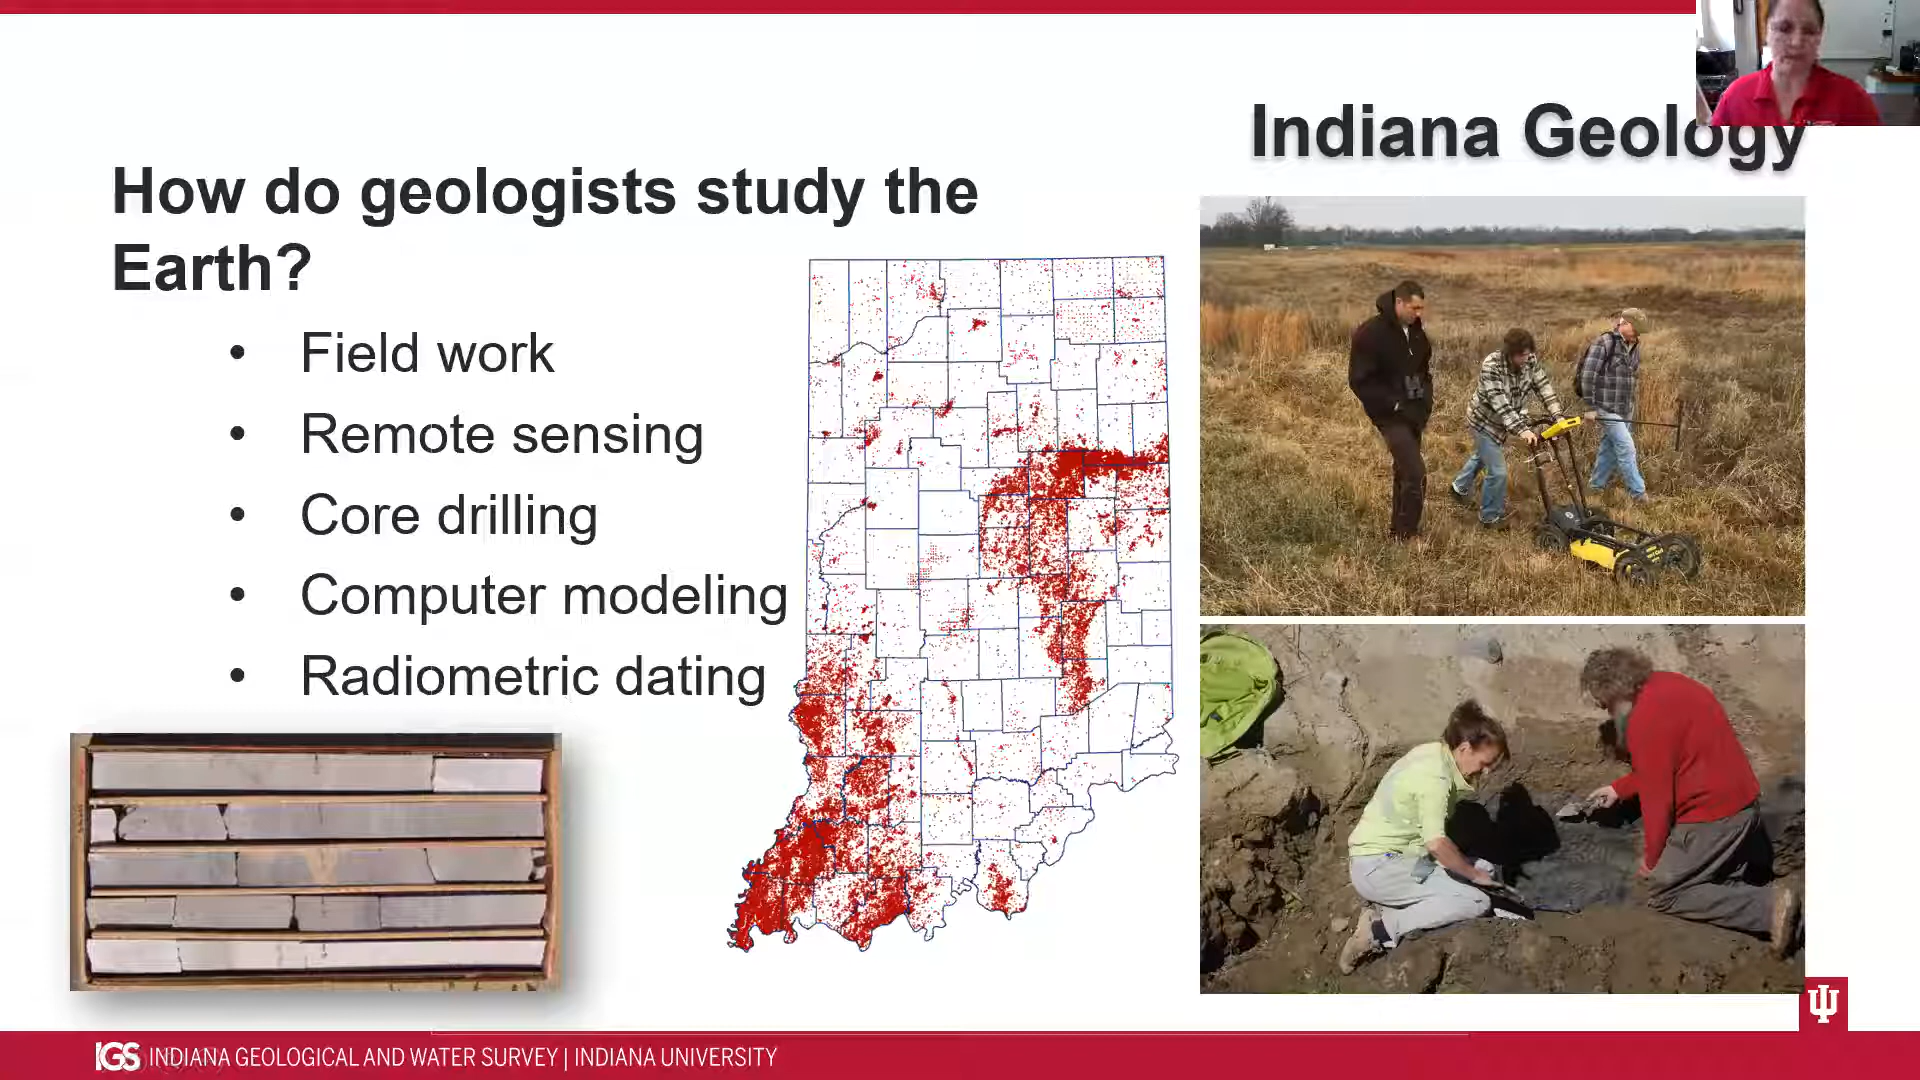 Indiana Geology
How do geologists study the
Earth?
• Field work
• Remote sensing
• Core drilling
• Computer modeling
• Radiometric dating
IGS INDIANA GEOLOGICAL AND WATER SURVEY | INDIANA UNIVERSITY